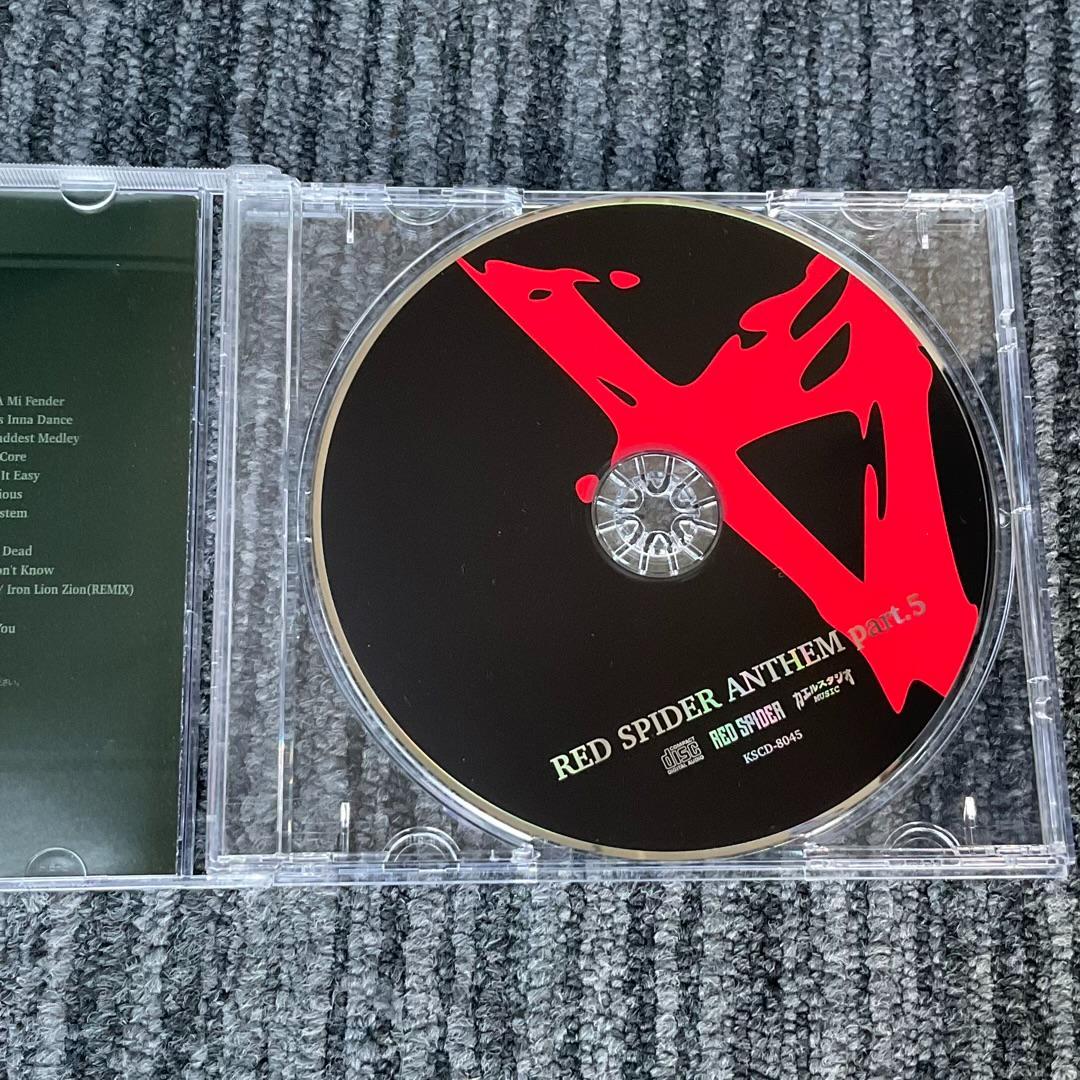 A Mi Fender
s Inna Dance
addest Medley
Core
It Easy
ious
stem
Dead
on't Know
/ Iron Lion Zion(REMIX)
You
さい。
RED SPIDER ANTHEM part.5
COMPACT
disc
DIGITAL AUDIO
RED SPIDER
カエルスタジオ
MUSIC
KSCD-8045